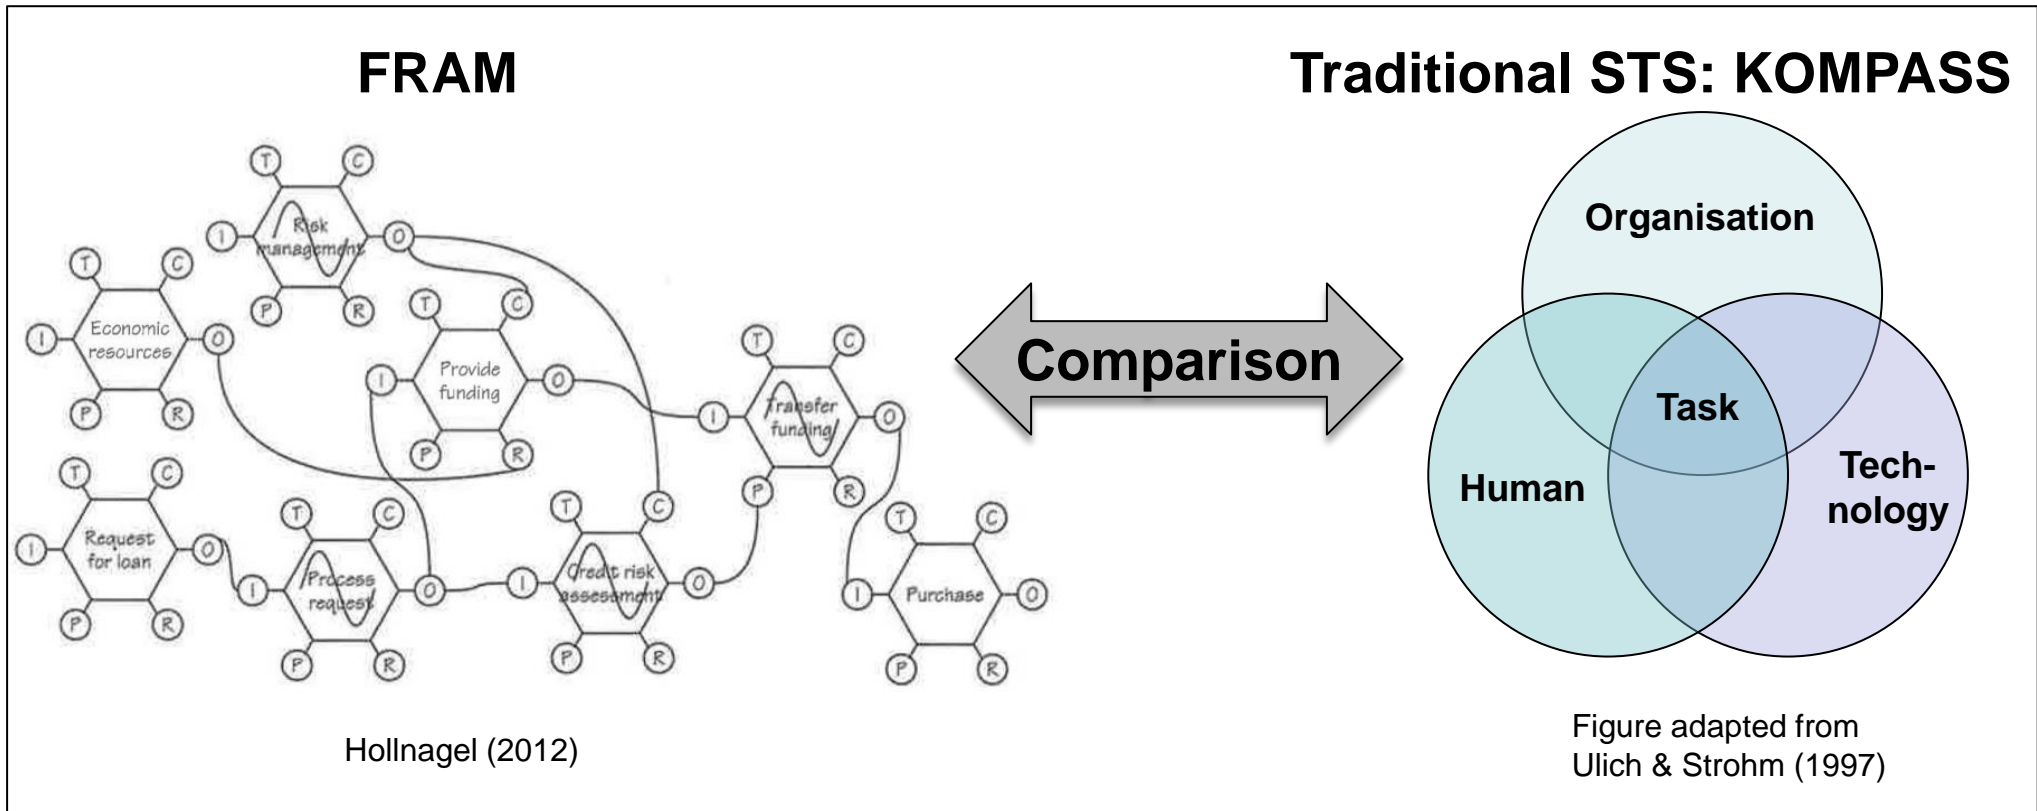 FRAM
Traditional STS: KOMPASS
T
C
I
Risk
management
O
P
R
T
C
I
Economic
resources
O
P
R
T
C
I
Provide
funding
O
P
R
T
C
I
Transfer
funding
O
P
R
T
C
I
Request
for loan
O
P
R
T
C
I
Process
request
O
P
R
T
C
I
Credit risk
assessment
O
P
R
T
C
I
Purchase
O
P
R
Comparison
Organisation
Task
Human
Tech-
nology
Hollnagel (2012)
Figure adapted from
Ulich & Strohm (1997)